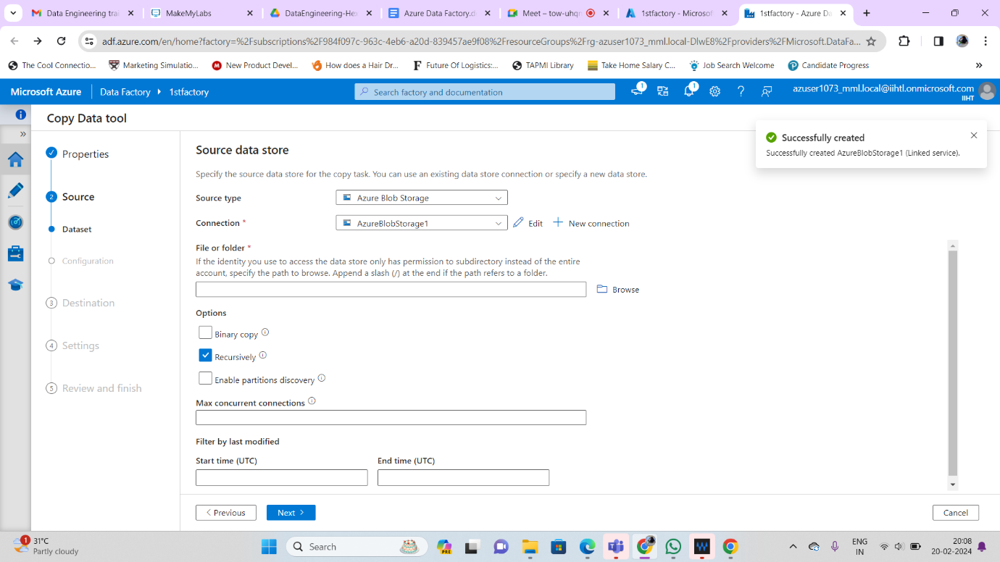 Data Engineering trai
MakeMyLabs
DataEngineering-Hex
Azure Data Factory.d
Meet – tow-uhqr
1stfactory - Microsof
1stfactory - Azure Da
adf.azure.com/en/home?factory=%2Fsubscriptions%2F984f097c-963c-4eb6-a20d-839457ae9f08%2FresourceGroups%2Frg-azuser1073_mml.local-DlwE8%2Fproviders%2FMicrosoft.DataFa...
The Cool Connectio...
Marketing Simulatio...
New Product Devel...
How does a Hair Dr...
Future Of Logistics:...
TAPMI Library
Take Home Salary C...
Job Search Welcome
Candidate Progress
»
Microsoft Azure
Data Factory
1stfactory
Search factory and documentation
1
1
azuser1073_mml.local@iihtl.onmicrosoft.com
IIHT
Copy Data tool
Successfully created
Successfully created AzureBlobStorage1 (Linked service).
Properties
2 Source
Dataset
Configuration
3 Destination
4 Settings
5 Review and finish
Source data store
Specify the source data store for the copy task. You can use an existing data store connection or specify a new data store.
Source type
Azure Blob Storage
Connection *
AzureBlobStorage1
Edit
New connection
File or folder *
If the identity you use to access the data store only has permission to subdirectory instead of the entire
account, specify the path to browse. Append a slash (/) at the end if the path refers to a folder.
Browse
Options
Binary copy
Recursively
Enable partitions discovery
Max concurrent connections
Filter by last modified
Start time (UTC)
End time (UTC)
Previous
Next
Cancel
1
31°C
Partly cloudy
Search
PRE
ENG
IN
20:08
20-02-2024